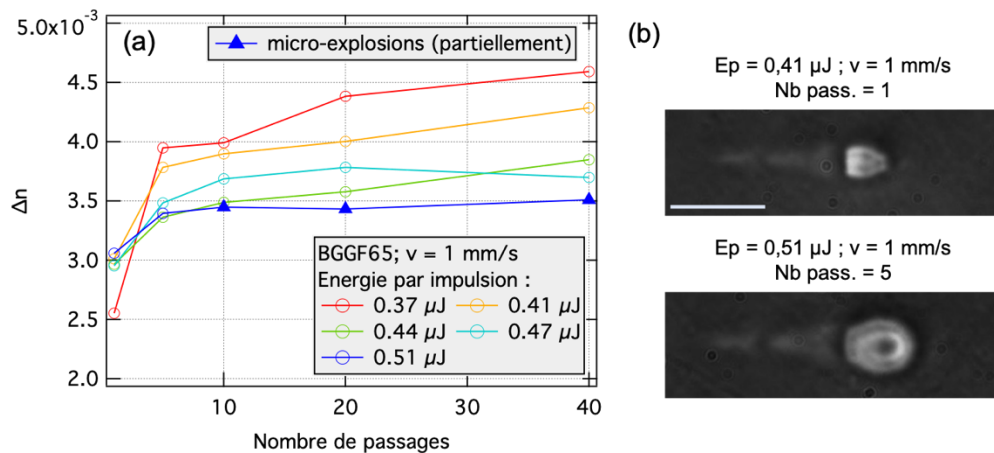 (a)
5.0x10⁻³
4.5
4.0
3.5
3.0
2.5
2.0
Δn
micro-explosions (partiellement)
BGGF65; v = 1 mm/s
Energie par impulsion :
0.37 µJ 0.41 µJ
0.44 µJ 0.47 µJ
0.51 µJ
10 20 30 40
Nombre de passages
(b)
Ep = 0,41 µJ ; v = 1 mm/s
Nb pass. = 1
Ep = 0,51 µJ ; v = 1 mm/s
Nb pass. = 5